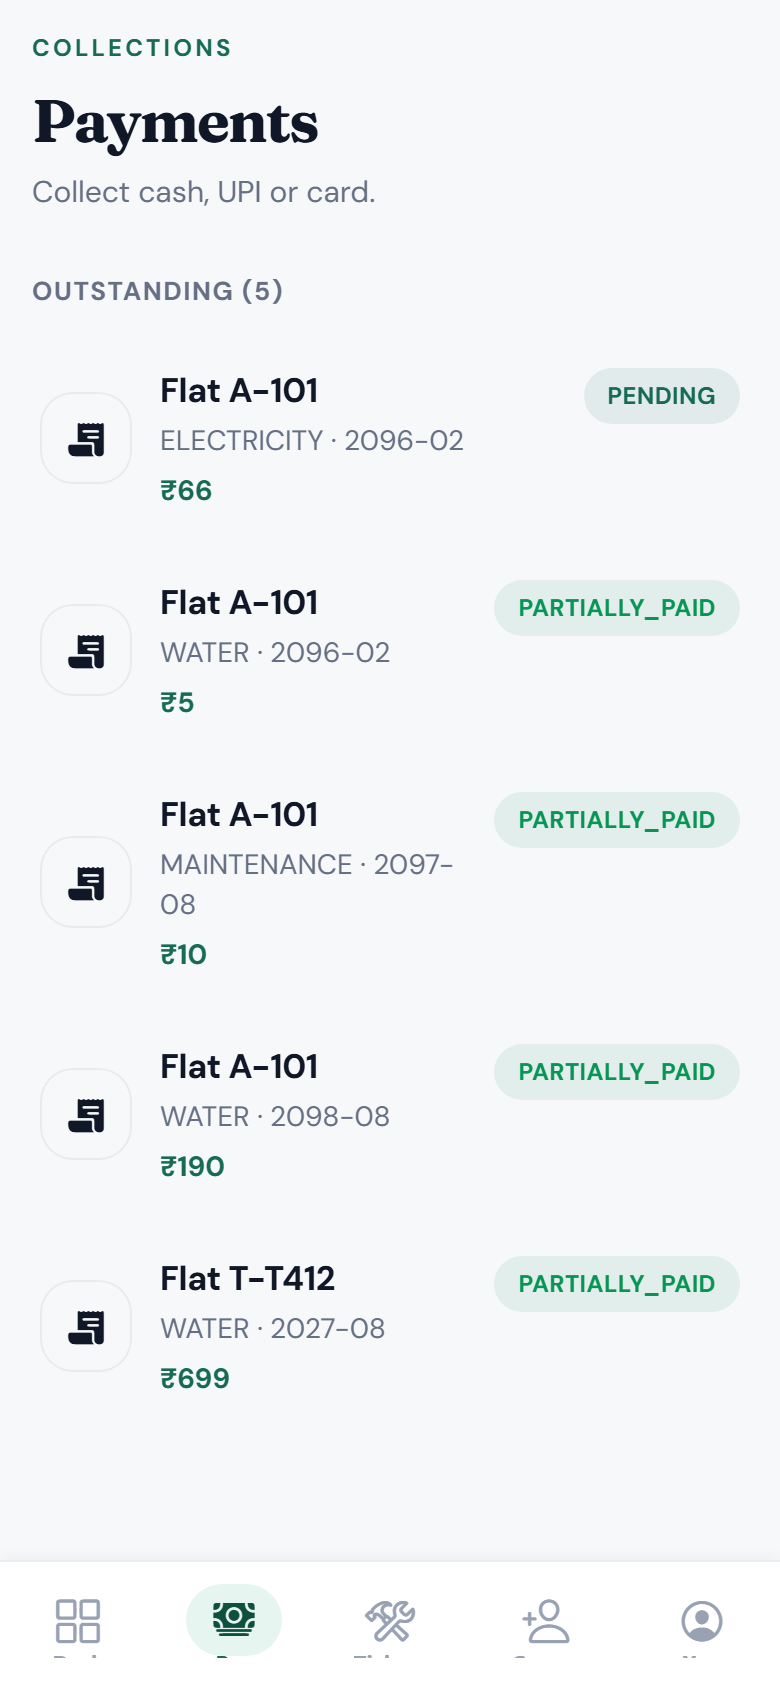 COLLECTIONS
Payments
Collect cash, UPI or card.
OUTSTANDING (5)
Flat A-101
PENDING
ELECTRICITY · 2096-02
₹66
Flat A-101
PARTIALLY_PAID
WATER · 2096-02
₹5
Flat A-101
PARTIALLY_PAID
MAINTENANCE · 2097-
08
₹10
Flat A-101
PARTIALLY_PAID
WATER · 2098-08
₹190
Flat T-T412
PARTIALLY_PAID
WATER · 2027-08
₹699